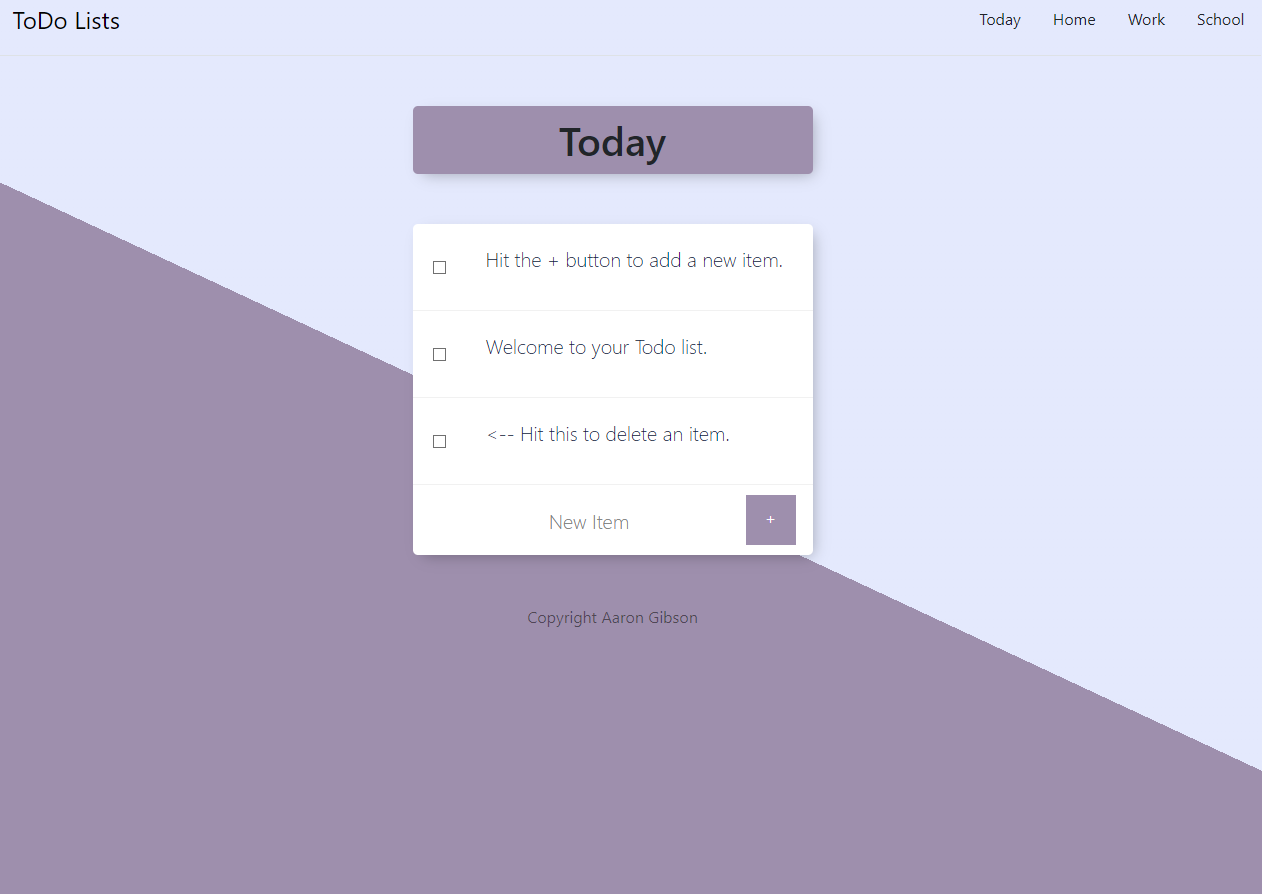 ToDo Lists
Today Home Work School
Today
Hit the + button to add a new item.
Welcome to your Todo list.
<-- Hit this to delete an item.
New Item +
Copyright Aaron Gibson